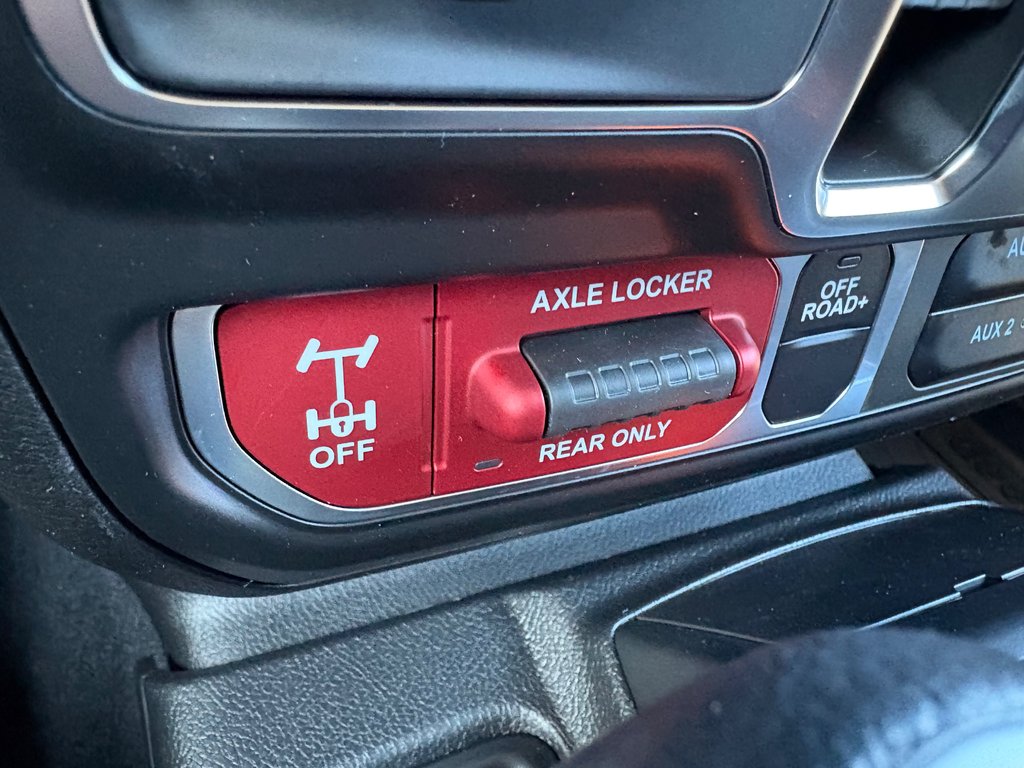 AXLE LOCKER
OFF
REAR ONLY
OFF
ROAD+
AUX 2